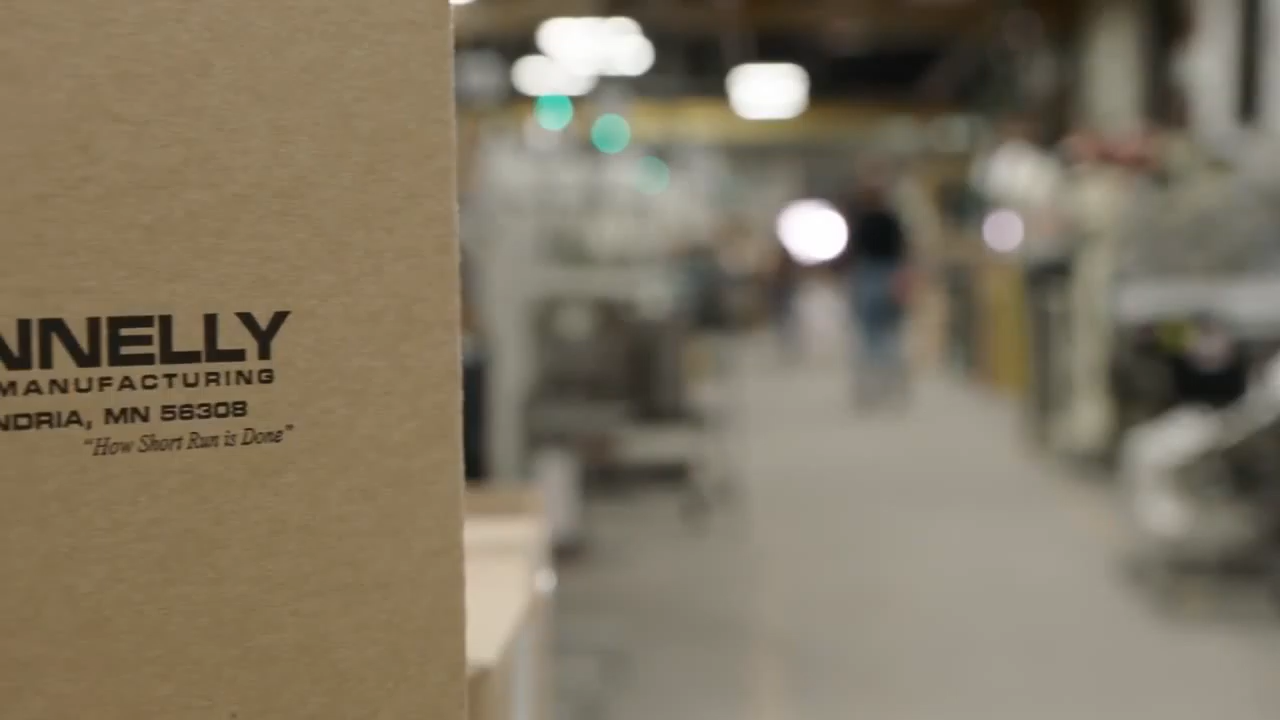 NNELLY
MANUFACTURING
NDRIA, MN 56308
“How Short Run is Done”